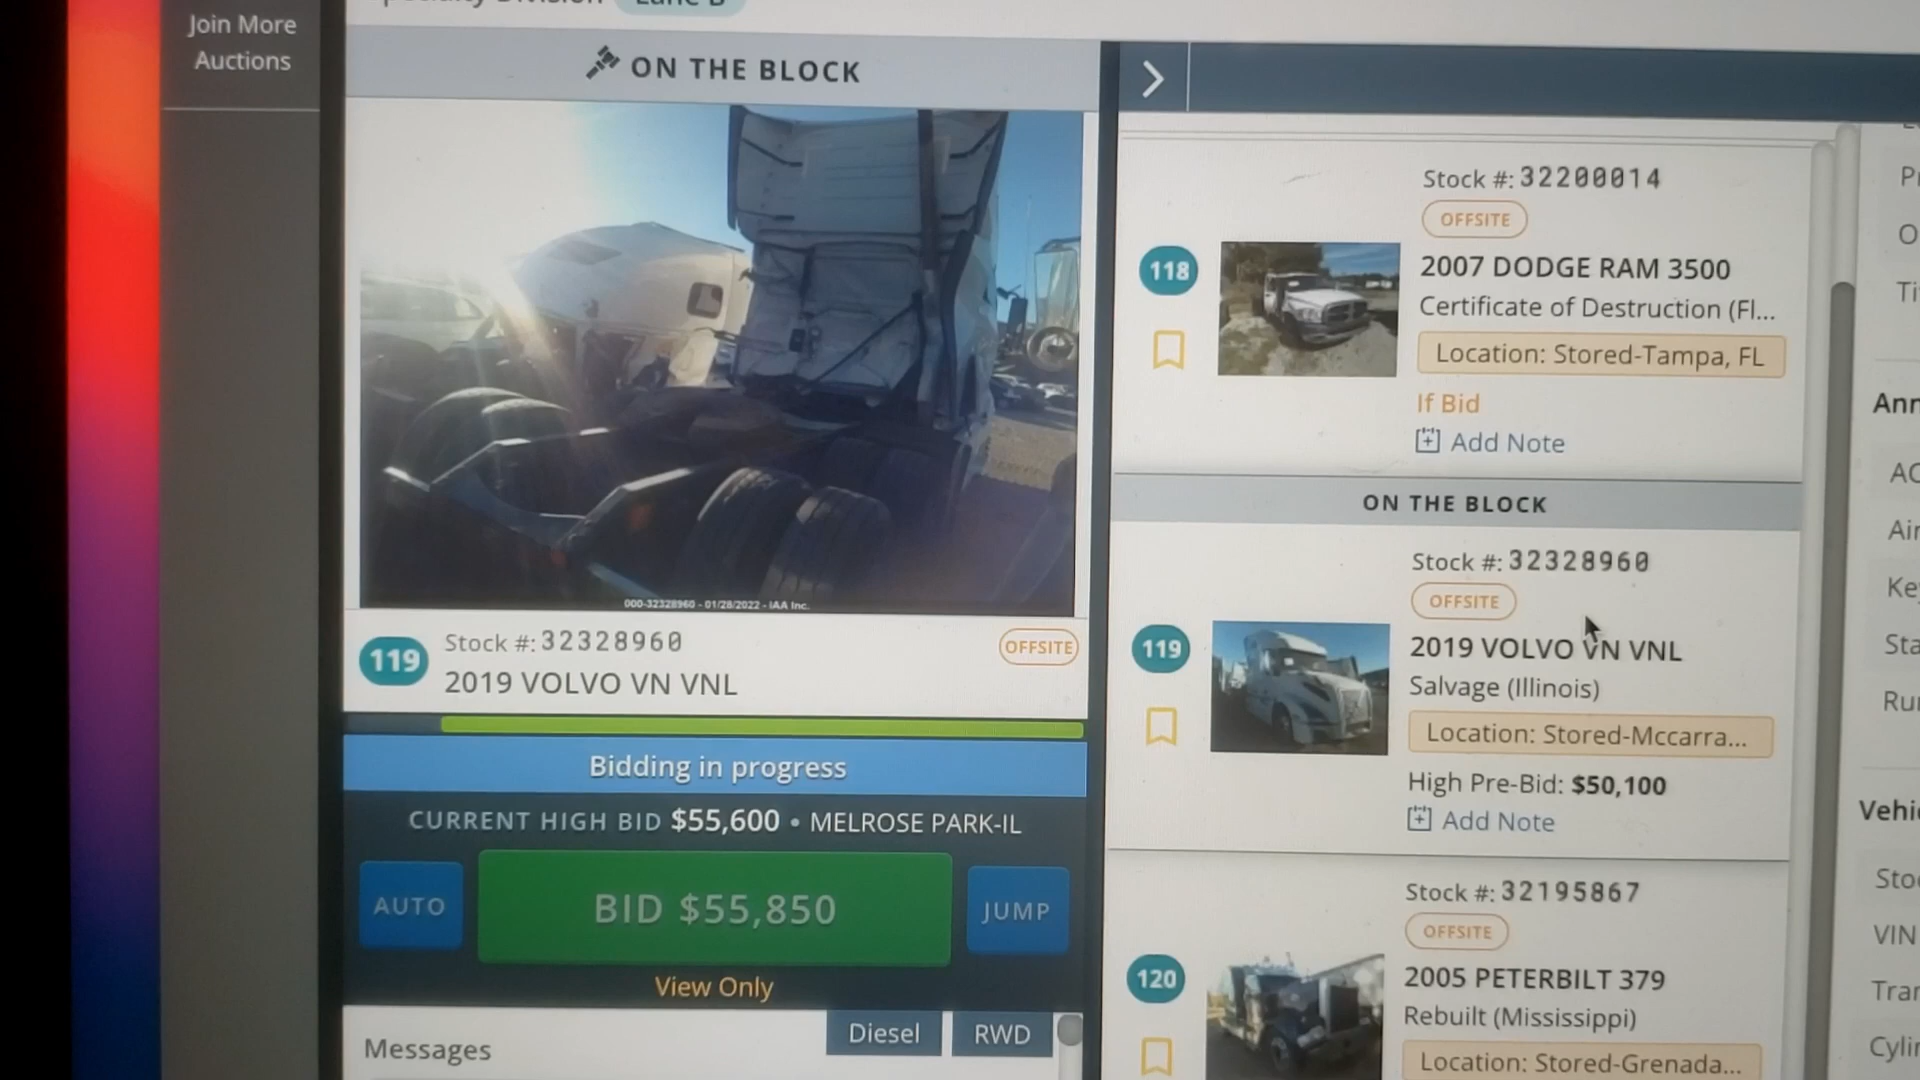 Join More
Auctions
Specialty Division Lane B
ON THE BLOCK
000-32328960 - 01/28/2022 - IAA Inc.
119
Stock #: 32328960
OFFSITE
2019 VOLVO VN VNL
Bidding in progress
CURRENT HIGH BID $55,600 • MELROSE PARK-IL
AUTO
BID $55,850
JUMP
View Only
Messages
Diesel
RWD
Stock #: 32200014
OFFSITE
118
2007 DODGE RAM 3500
Certificate of Destruction (Fl...
Location: Stored-Tampa, FL
If Bid
Add Note
ON THE BLOCK
Stock #: 32328960
OFFSITE
119
2019 VOLVO VN VNL
Salvage (Illinois)
Location: Stored-Mccarra...
High Pre-Bid: $50,100
Add Note
Stock #: 32195867
OFFSITE
120
2005 PETERBILT 379
Rebuilt (Mississippi)
Location: Stored-Grenada...
VIN